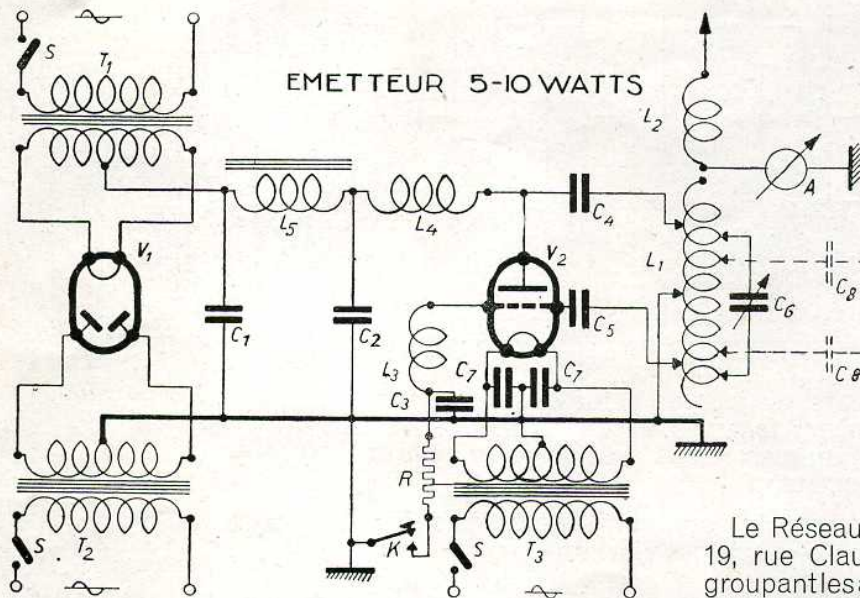 S
T1
EMETTEUR 5-10 WATTS
L2
A
V1
L5
L4
C4
V2
L1
C8
C1
C2
C5
C6
L3
C7
C7
C8
C3
R
S
T2
K
S
T3
Le Réseau
19, rue Clau
groupantlesa